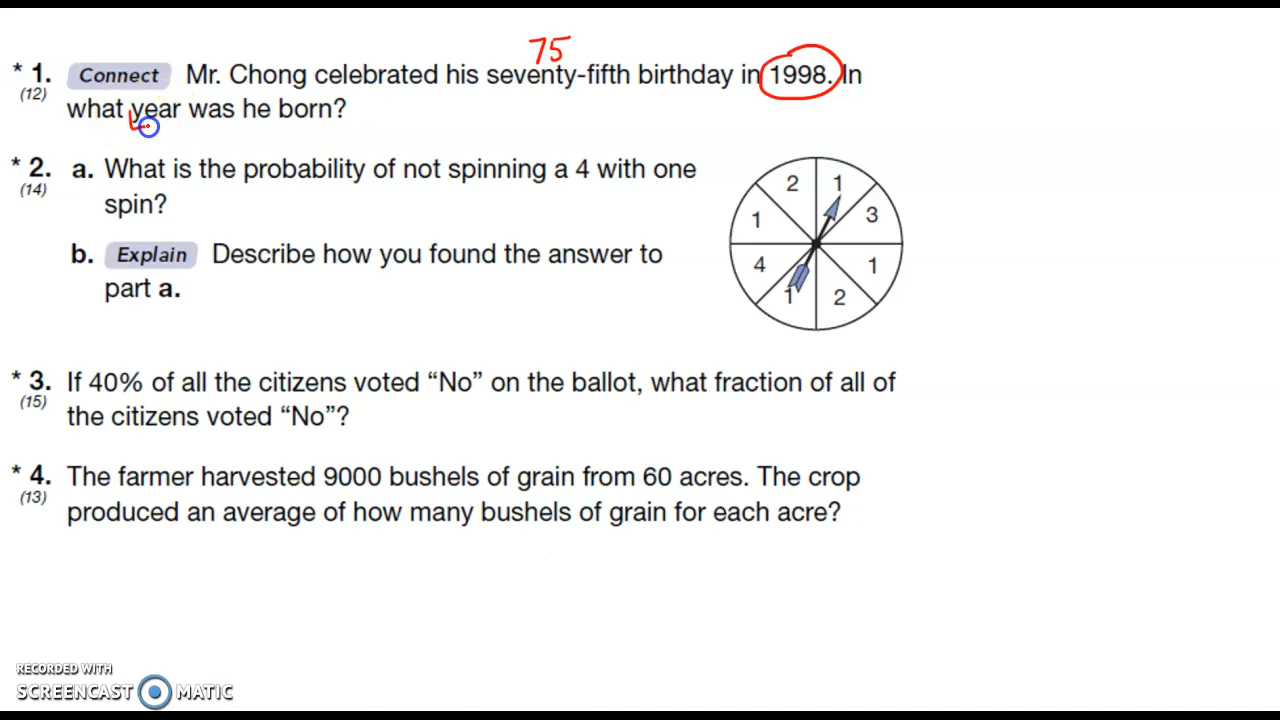 75
* 1. Connect Mr. Chong celebrated his seventy-fifth birthday in 1998. In
(12)
what year was he born?
* 2. a. What is the probability of not spinning a 4 with one
(14)
spin?
b. Explain Describe how you found the answer to
part a.
2 1
1 3
4 1
1 2
* 3. If 40% of all the citizens voted “No” on the ballot, what fraction of all of
(15)
the citizens voted “No”?
* 4. The farmer harvested 9000 bushels of grain from 60 acres. The crop
(13)
produced an average of how many bushels of grain for each acre?
RECORDED WITH
SCREENCAST MATIC